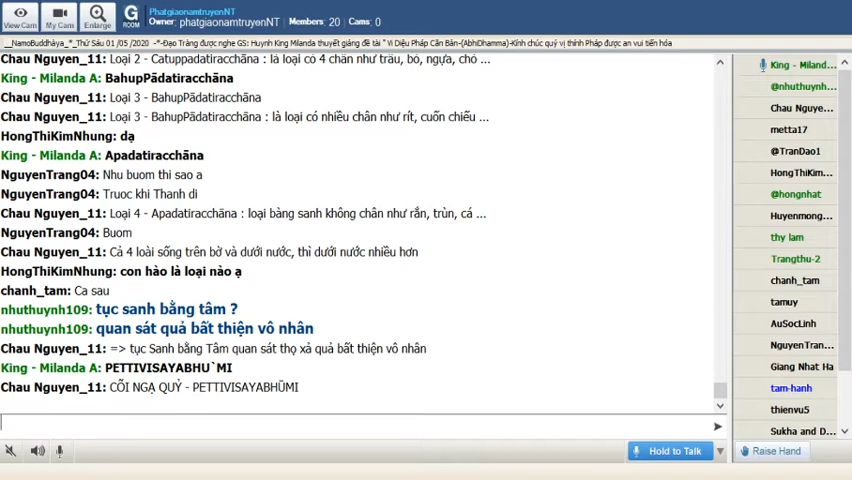 View Cam
My Cam
Enlarge
G
ROOM
PhatgiaonamtruyenNT
Owner: phatgiaonamtruyenNT | Members: 20 | Cams: 0
__NamoBuddhàya_*_Thứ Sáu 01 /05 /2020 -*-Đạo Tràng được nghe GS: Huynh King Milanda thuyết giảng đề tài " Vi Diệu Pháp Căn Bản-(AbhiDhamma)-Kính chúc quý vị thính Pháp được an vui tiến hóa
Chau Nguyen_11: Loại 2 - Catuppadatiracchāna : là loại có 4 chân như trâu, bò, ngựa, chó ...
King - Milanda A: BahupPādatiracchāna
Chau Nguyen_11: Loại 3 - BahupPādatiracchāna
Chau Nguyen_11: Loại 3 - BahupPādatiracchāna : là loại có nhiều chân như rít, cuốn chiếu ...
HongThiKimNhung: dạ
King - Milanda A: Apadatiracchāna
NguyenTrang04: Nhu buom thi sao a
NguyenTrang04: Truoc khi Thanh di
Chau Nguyen_11: Loại 4 - Apadatiracchāna : loại bàng sanh không chân như rắn, trùn, cá ...
NguyenTrang04: Buom
Chau Nguyen_11: Cả 4 loài sống trên bờ và dưới nước, thì dưới nước nhiều hơn
HongThiKimNhung: con hào là loại nào ạ
chanh_tam: Ca sau
nhuthuynh109: tục sanh bằng tâm ?
nhuthuynh109: quan sát quả bất thiện vô nhân
Chau Nguyen_11: => tục Sanh bằng Tâm quan sát thọ xả quả bất thiện vô nhân
King - Milanda A: PETTIVISAYABHU`MI
Chau Nguyen_11: CÕI NGẠ QUỶ - PETTIVISAYABHŪMI
Hold to Talk
King - Miland...
@nhuthuynh...
Chau Nguye...
metta17
@TranDao1
HongThiKim...
@hongnhat
Huyenmong...
thy lam
Trangthu-2
chanh_tam
tamuy
AuSocLinh
NguyenTran...
Giang Nhat Ha
tam-hanh
thienvu5
Sukha and D...
Raise Hand